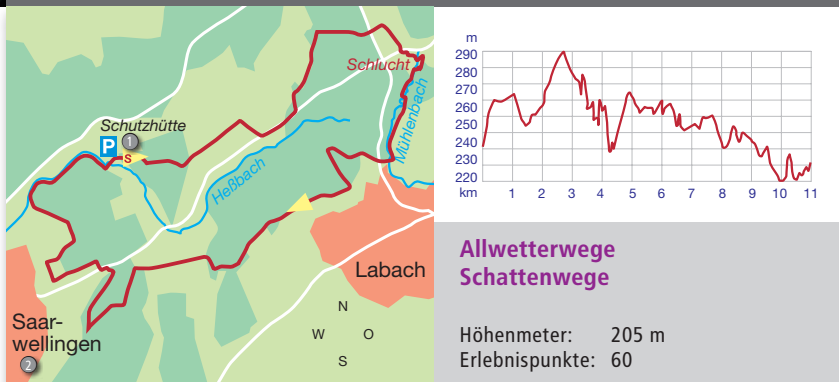 Schlucht
Mühlenbach
Schutzhütte
1
P
S
Heßbach
Labach
N
W O
S
Saar-
wellingen
2
m
290
280
270
260
250
240
230
220
km 1 2 3 4 5 6 7 8 9 10 11
Allwetterwege
Schattenwege
Höhenmeter: 205 m
Erlebnispunkte: 60